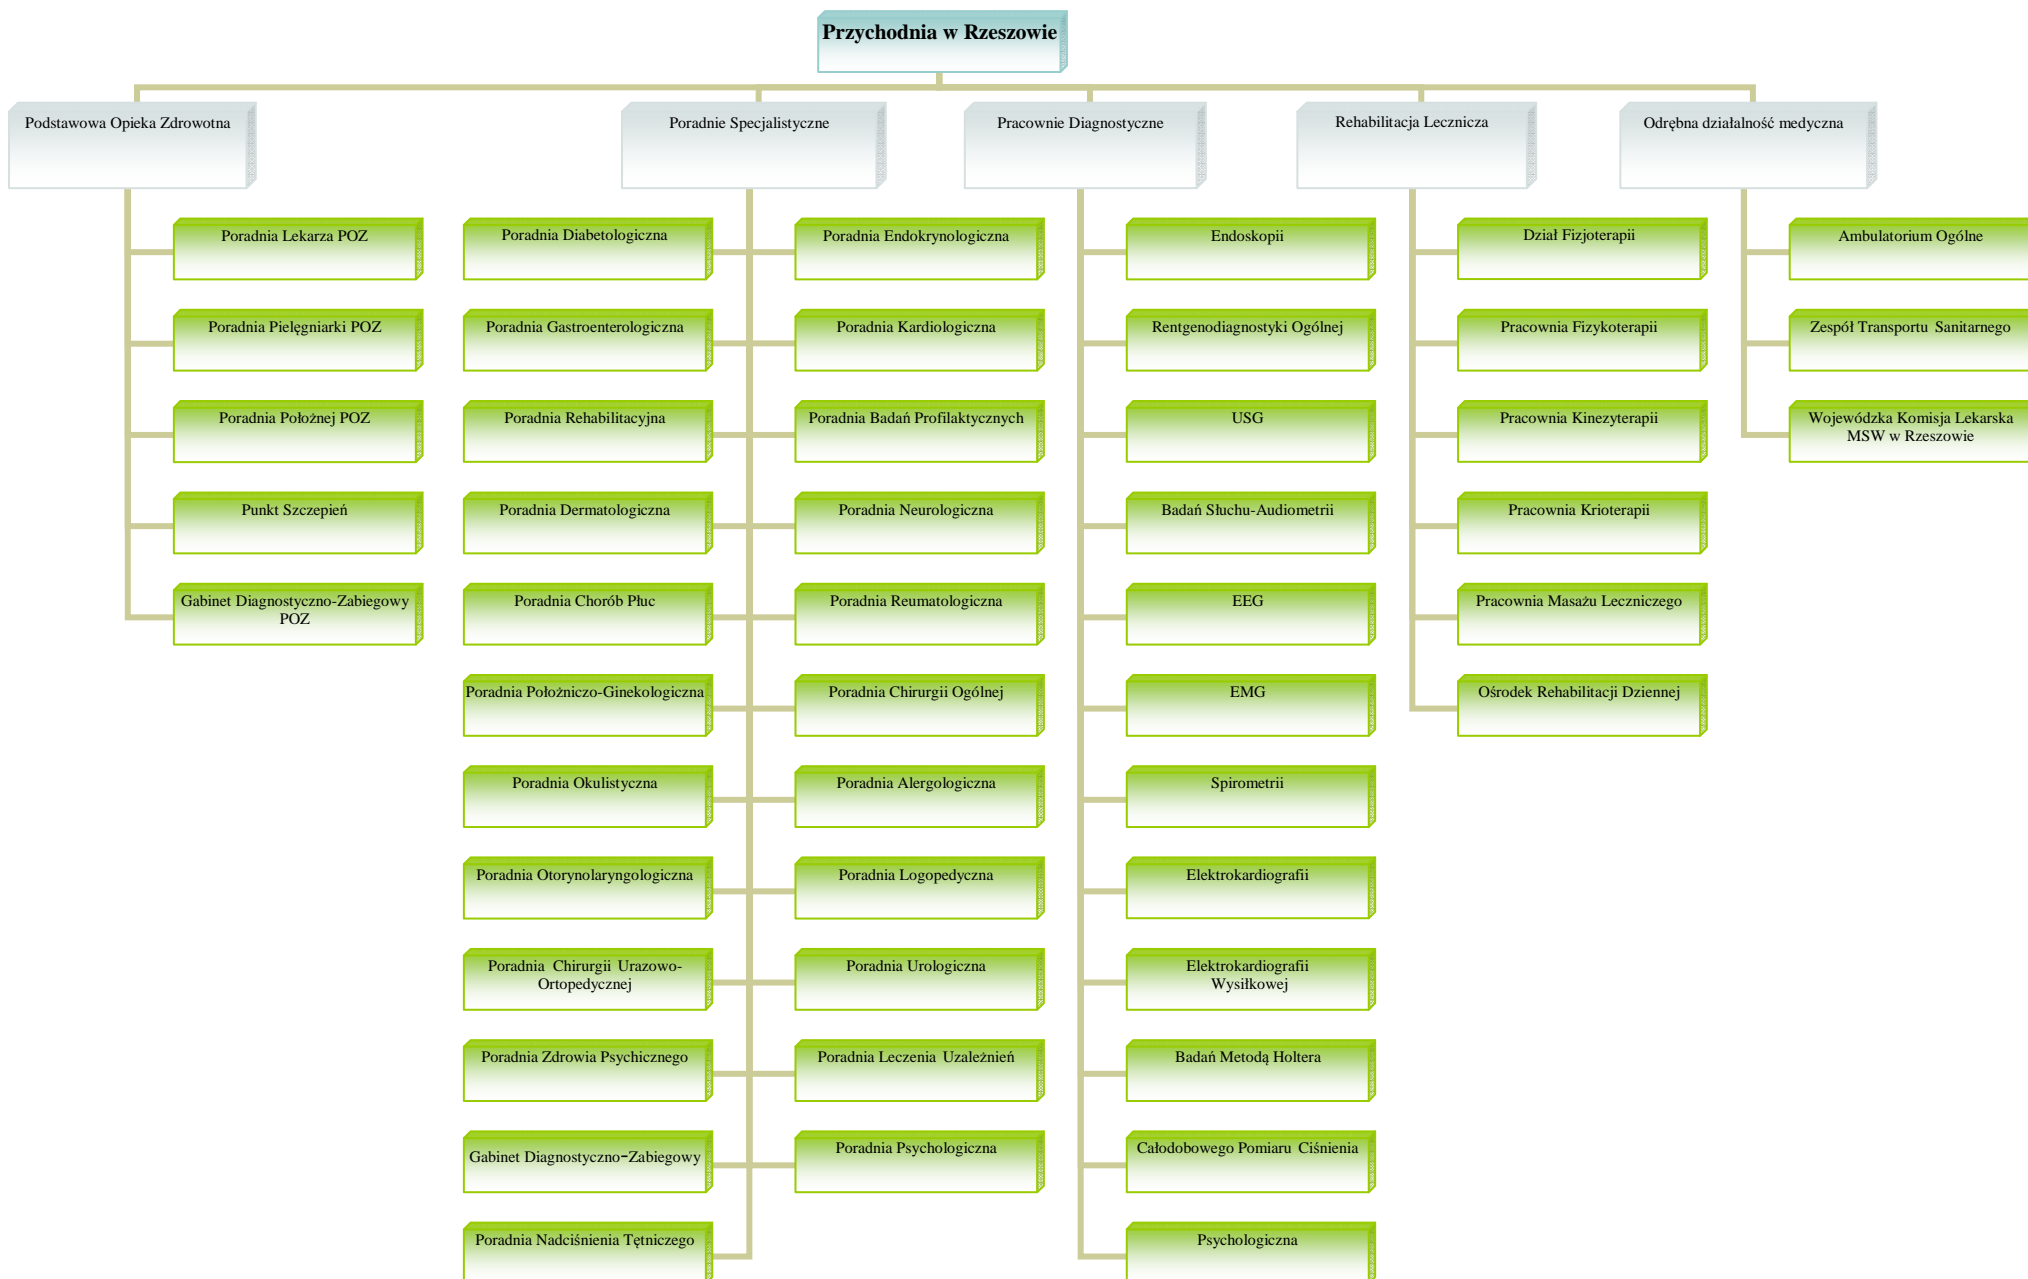 Przychodnia w Rzeszowie
Podstawowa Opieka Zdrowotna
Poradnie Specjalistyczne
Pracownie Diagnostyczne
Rehabilitacja Lecznicza
Odrębna działalność medyczna
Poradnia Lekarza POZ
Poradnia Pielęgniarki POZ
Poradnia Położnej POZ
Punkt Szczepień
Gabinet Diagnostyczno-Zabiegowy
POZ
Poradnia Diabetologiczna
Poradnia Gastroenterologiczna
Poradnia Rehabilitacyjna
Poradnia Dermatologiczna
Poradnia Chorób Płuc
Poradnia Położniczo-Ginekologiczna
Poradnia Okulistyczna
Poradnia Otorynolaryngologiczna
Poradnia Chirurgii Urazowo-
Ortopedycznej
Poradnia Zdrowia Psychicznego
Gabinet Diagnostyczno-Zabiegowy
Poradnia Nadciśnienia Tętniczego
Poradnia Endokrynologiczna
Poradnia Kardiologiczna
Poradnia Badań Profilaktycznych
Poradnia Neurologiczna
Poradnia Reumatologiczna
Poradnia Chirurgii Ogólnej
Poradnia Alergologiczna
Poradnia Logopedyczna
Poradnia Urologiczna
Poradnia Leczenia Uzależnień
Poradnia Psychologiczna
Endoskopii
Rentgenodiagnostyki Ogólnej
USG
Badań Słuchu-Audiometrii
EEG
EMG
Spirometrii
Elektrokardiografii
Elektrokardiografii
Wysiłkowej
Badań Metodą Holtera
Całodobowego Pomiaru Ciśnienia
Psychologiczna
Dział Fizjoterapii
Pracownia Fizykoterapii
Pracownia Kinezyterapii
Pracownia Krioterapii
Pracownia Masażu Leczniczego
Ośrodek Rehabilitacji Dziennej
Ambulatorium Ogólne
Zespół Transportu Sanitarnego
Wojewódzka Komisja Lekarska
MSW w Rzeszowie